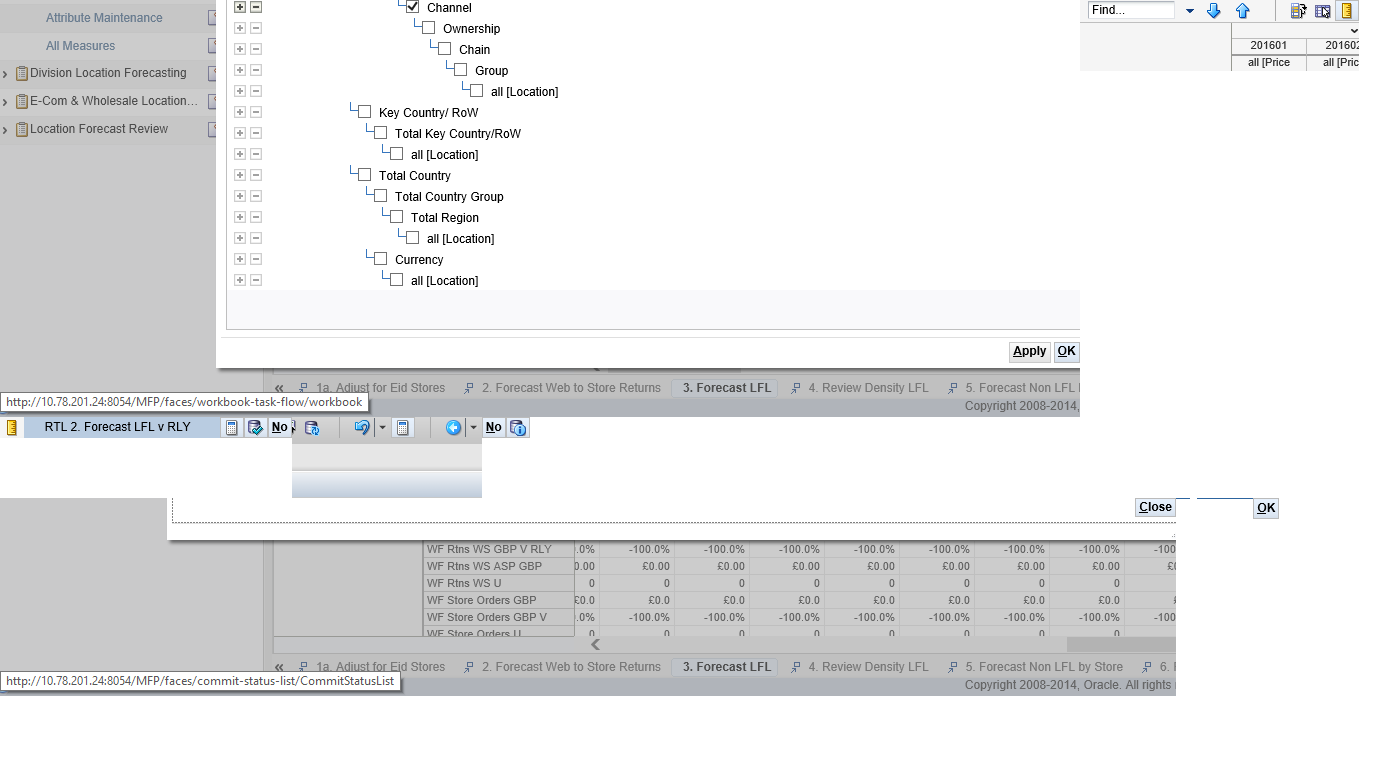 Attribute Maintenance
All Measures
Division Location Forecasting
E-Com & Wholesale Location...
Location Forecast Review
Channel
Ownership
Chain
Group
all [Location]
Key Country/ RoW
Total Key Country/RoW
all [Location]
Total Country
Total Country Group
Total Region
all [Location]
Currency
all [Location]
Find...
201601 201602
all [Price all [Pric
Apply OK
1a. Adjust for Eid Stores 2. Forecast Web to Store Returns 3. Forecast LFL 4. Review Density LFL 5. Forecast Non LFL
Copyright 2008-2014,
http://10.78.201.24:8054/MFP/faces/workbook-task-flow/workbook
RTL 2. Forecast LFL v RLY No No
Close OK
WF Rtns WS GBP V RLY .0% -100.0% -100.0% -100.0% -100.0% -100.0% -100.0% -100.0% -100
WF Rtns WS ASP GBP 0.00 £0.00 £0.00 £0.00 £0.00 £0.00 £0.00 £0.00 £0
WF Rtns WS U 0 0 0 0 0 0 0 0
WF Store Orders GBP £0.0 £0.0 £0.0 £0.0 £0.0 £0.0 £0.0 £0.0 £
WF Store Orders GBP V .0% -100.0% -100.0% -100.0% -100.0% -100.0% -100.0% -100.0% -100
WF Store Orders U 0 0 0 0 0 0 0 0
1a. Adjust for Eid Stores 2. Forecast Web to Store Returns 3. Forecast LFL 4. Review Density LFL 5. Forecast Non LFL by Store 6.
Copyright 2008-2014, Oracle. All rights
http://10.78.201.24:8054/MFP/faces/commit-status-list/CommitStatusList